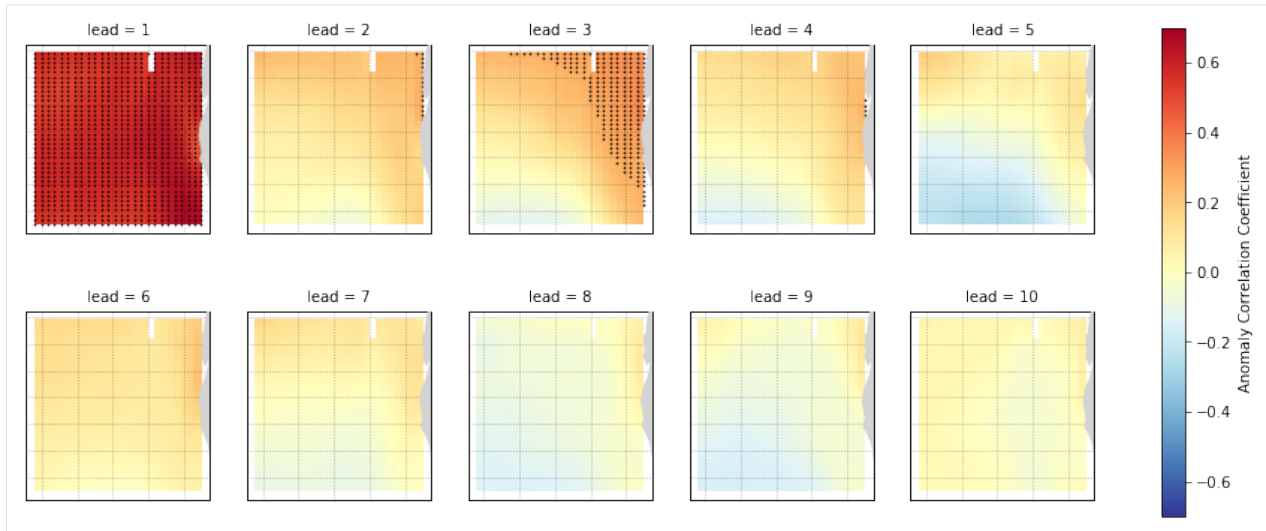 lead = 1
lead = 2
lead = 3
lead = 4
lead = 5
lead = 6
lead = 7
lead = 8
lead = 9
lead = 10
0.6
0.4
0.2
0.0
−0.2
−0.4
−0.6
Anomaly Correlation Coefficient